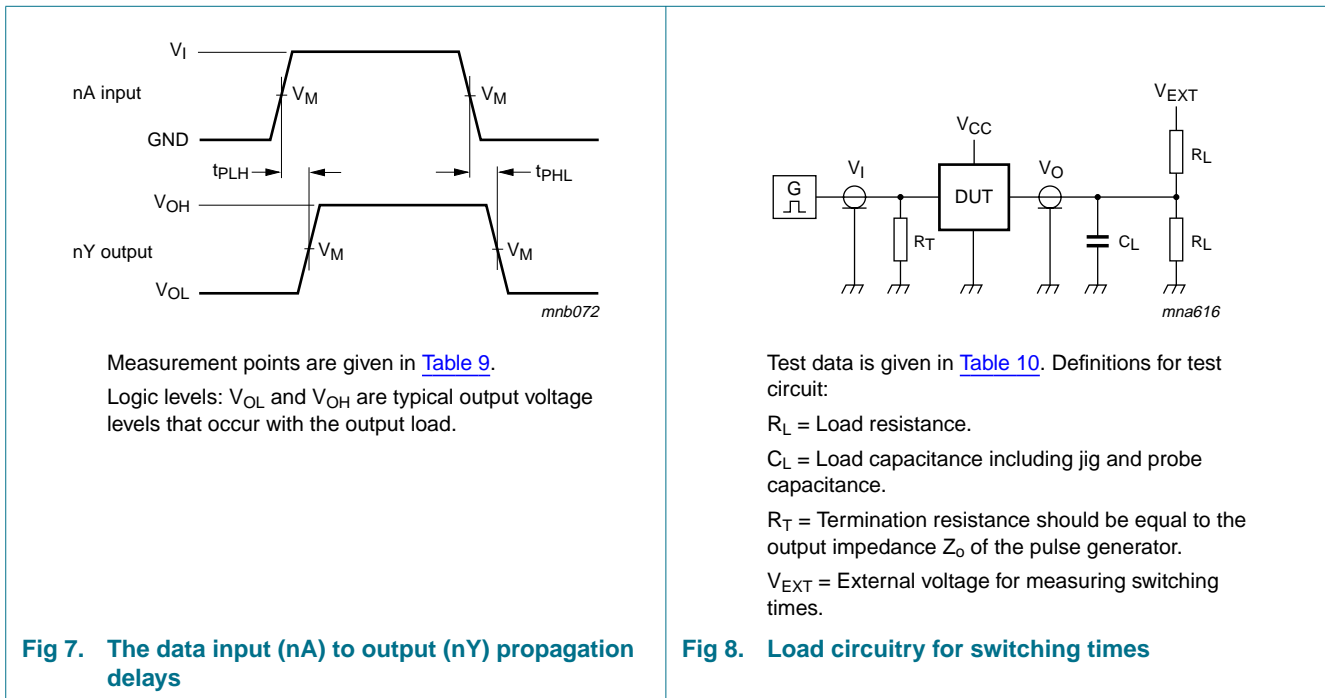 V_I
nA input
V_M
V_M
GND
t_PLH
t_PHL
V_OH
nY output
V_M
V_M
V_OL
mnb072
Measurement points are given in Table 9.
Logic levels: V_OL and V_OH are typical output voltage
levels that occur with the output load.
Fig 7. The data input (nA) to output (nY) propagation
delays
V_EXT
V_CC
R_L
V_I
V_O
G
DUT
R_T
C_L
R_L
mna616
Test data is given in Table 10. Definitions for test
circuit:
R_L = Load resistance.
C_L = Load capacitance including jig and probe
capacitance.
R_T = Termination resistance should be equal to the
output impedance Z_o of the pulse generator.
V_EXT = External voltage for measuring switching
times.
Fig 8. Load circuitry for switching times